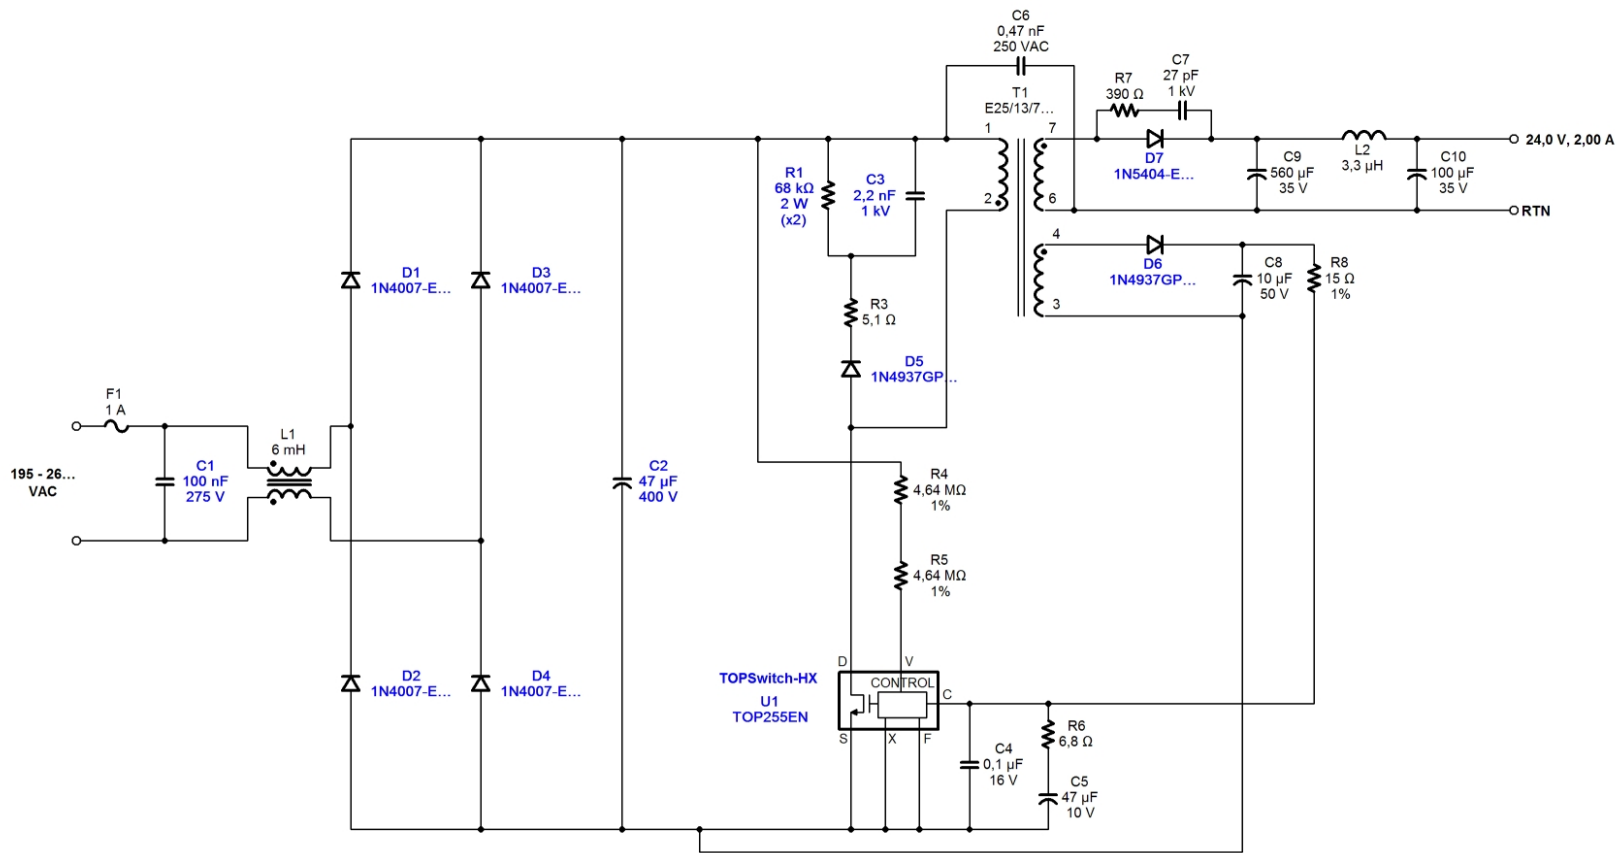 C6
0,47 nF
250 VAC
T1
E25/13/7...
1
2
7
6
4
3
R7
390 Ω
C7
27 pF
1 kV
D7
1N5404-E...
C9
560 µF
35 V
L2
3,3 µH
C10
100 µF
35 V
24,0 V, 2,00 A
RTN
D6
1N4937GP...
C8
10 µF
50 V
R8
15 Ω
1%
R1
68 kΩ
2 W
(x2)
C3
2,2 nF
1 kV
R3
5,1 Ω
D5
1N4937GP...
D1
1N4007-E...
D3
1N4007-E...
F1
1 A
195 - 26...
VAC
C1
100 nF
275 V
L1
6 mH
C2
47 µF
400 V
R4
4,64 MΩ
1%
R5
4,64 MΩ
1%
D2
1N4007-E...
D4
1N4007-E...
TOPSwitch-HX
U1
TOP255EN
D
V
CONTROL
C
S
X
F
C4
0,1 µF
16 V
R6
6,8 Ω
C5
47 µF
10 V